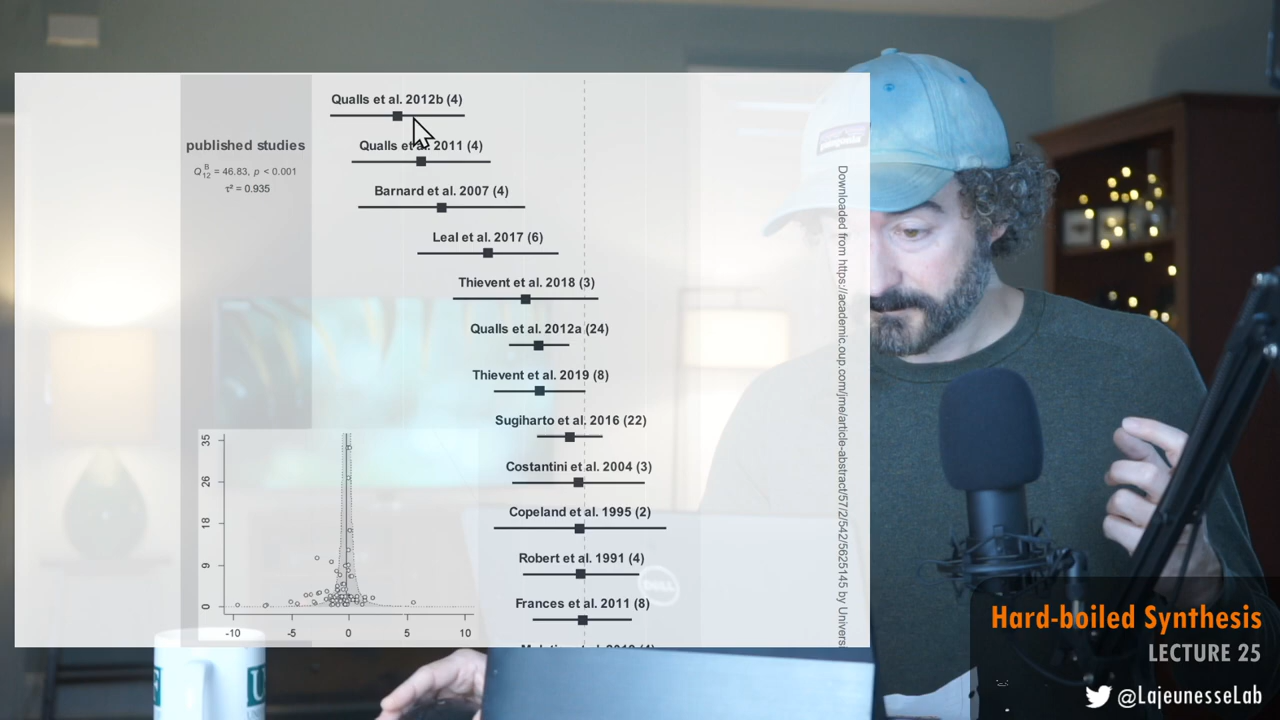 Qualls et al. 2012b (4)
published studies
Q B 12 = 46.83, p < 0.001
τ² = 0.935
Qualls et al. 2011 (4)
Barnard et al. 2007 (4)
Leal et al. 2017 (6)
Thievent et al. 2018 (3)
Qualls et al. 2012a (24)
Thievent et al. 2019 (8)
Sugiharto et al. 2016 (22)
Costantini et al. 2004 (3)
Copeland et al. 1995 (2)
Robert et al. 1991 (4)
Frances et al. 2011 (8)
35
26
18
9
0
-10 -5 0 5 10
Downloaded from https://academic.oup.com/jme/article-abstract/57/2/542/5625145 by
DELL
U
Hard-boiled Synthesis
LECTURE 25
@LajeunesseLab